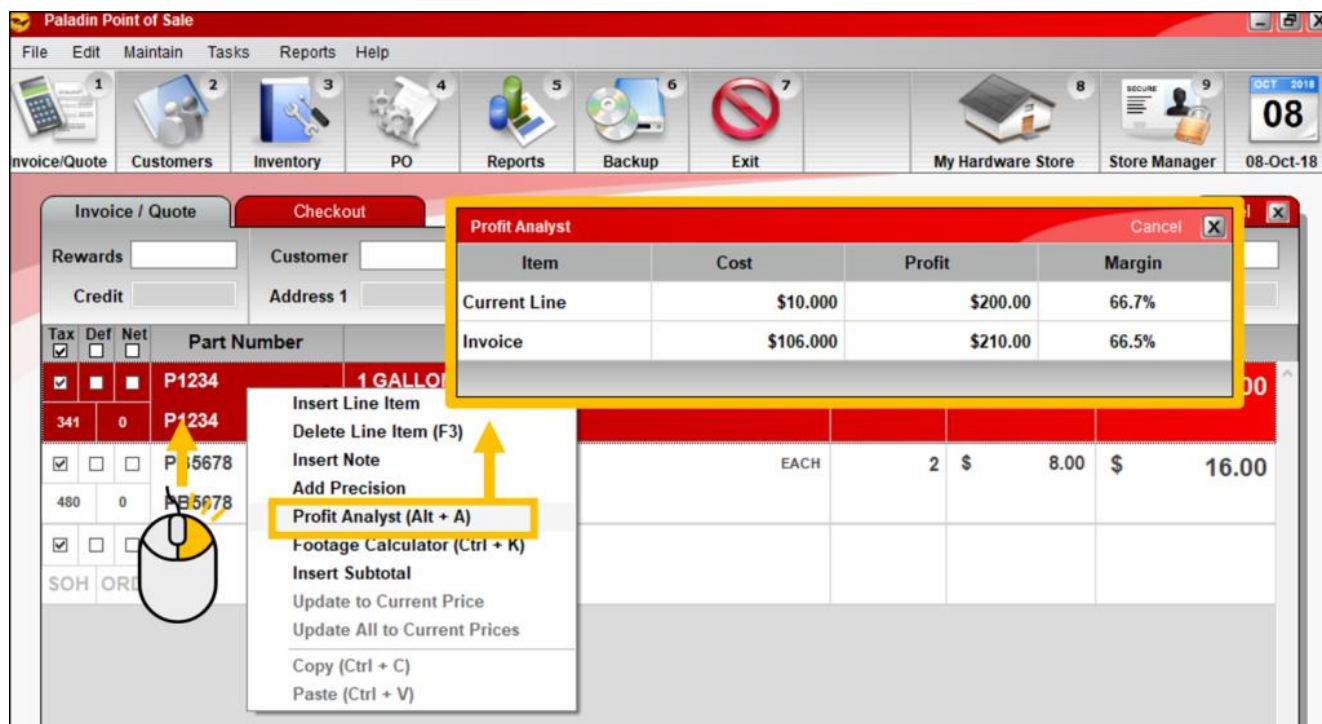 Paladin Point of Sale
File Edit Maintain Tasks Reports Help
1 2 3 4 5 6 7 8 SECURE 9 OCT 2018
08
nvoice/Quote Customers Inventory PO Reports Backup Exit My Hardware Store Store Manager 08-Oct-18
Invoice / Quote Checkout
Profit Analyst Cancel X
Rewards Customer
Item Cost Profit Margin
Credit Address 1
Current Line $10.000 $200.00 66.7%
Invoice $106.000 $210.00 66.5%
Tax Def Net Part Number
P1234 1 GALLON
341 0 P1234
480 0 PB5678
EACH 2 $ 8.00 $ 16.00
SOH
Insert Line Item
Delete Line Item (F3)
Insert Note
Add Precision
Profit Analyst (Alt + A)
Footage Calculator (Ctrl + K)
Insert Subtotal
Update to Current Price
Update All to Current Prices
Copy (Ctrl + C)
Paste (Ctrl + V)